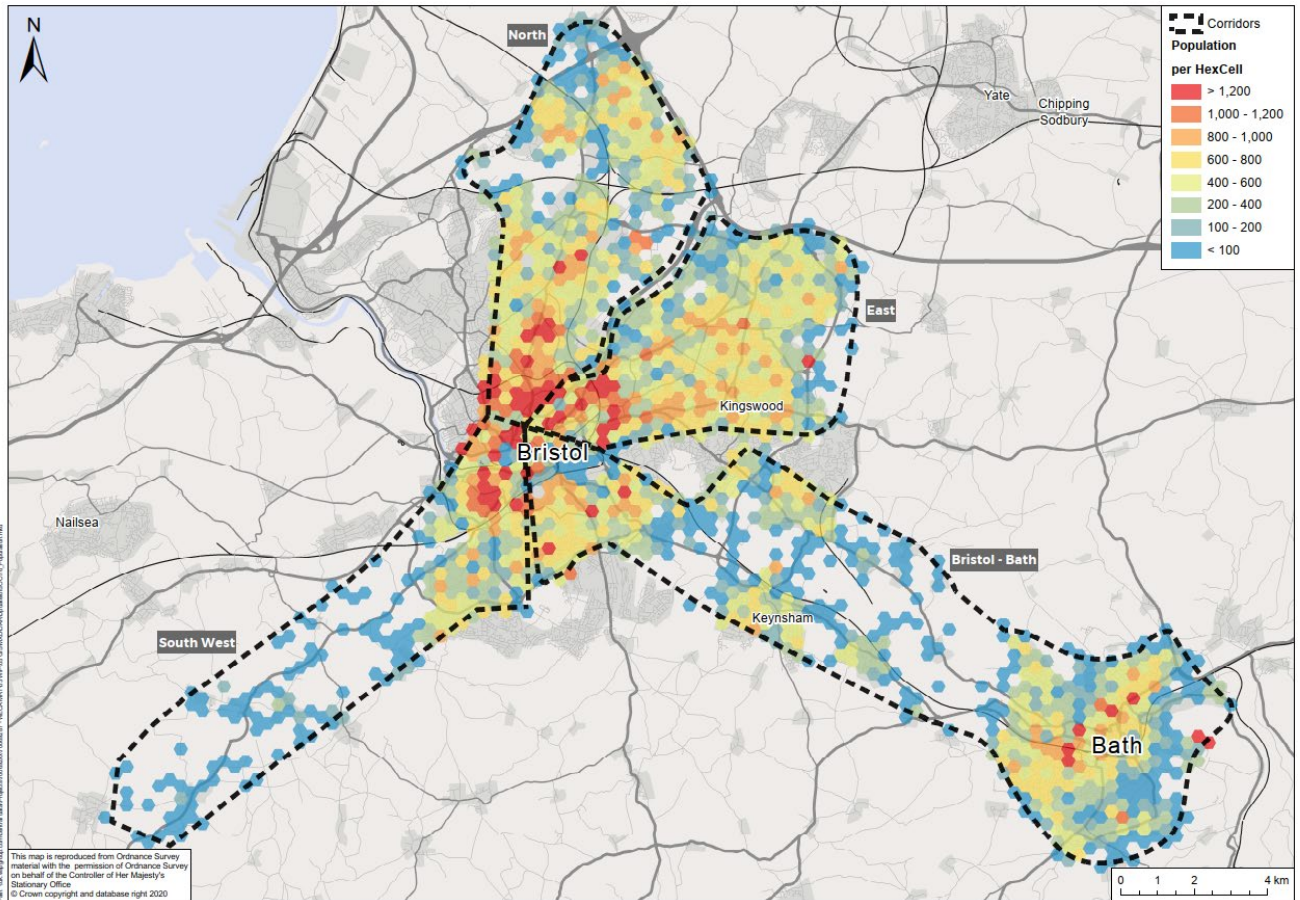 N
North
Corridors
Population
per HexCell
> 1,200
1,000 - 1,200
800 - 1,000
600 - 800
400 - 600
200 - 400
100 - 200
< 100
Yate
Chipping
Sodbury
East
Kingswood
Bristol
Nailsea
Bristol - Bath
Keynsham
South West
Bath
This map is reproduced from Ordnance Survey
material with the permission of Ordnance Survey
on behalf of the Controller of Her Majesty's
Stationary Office
© Crown copyright and database right 2020
0 1 2 4 km